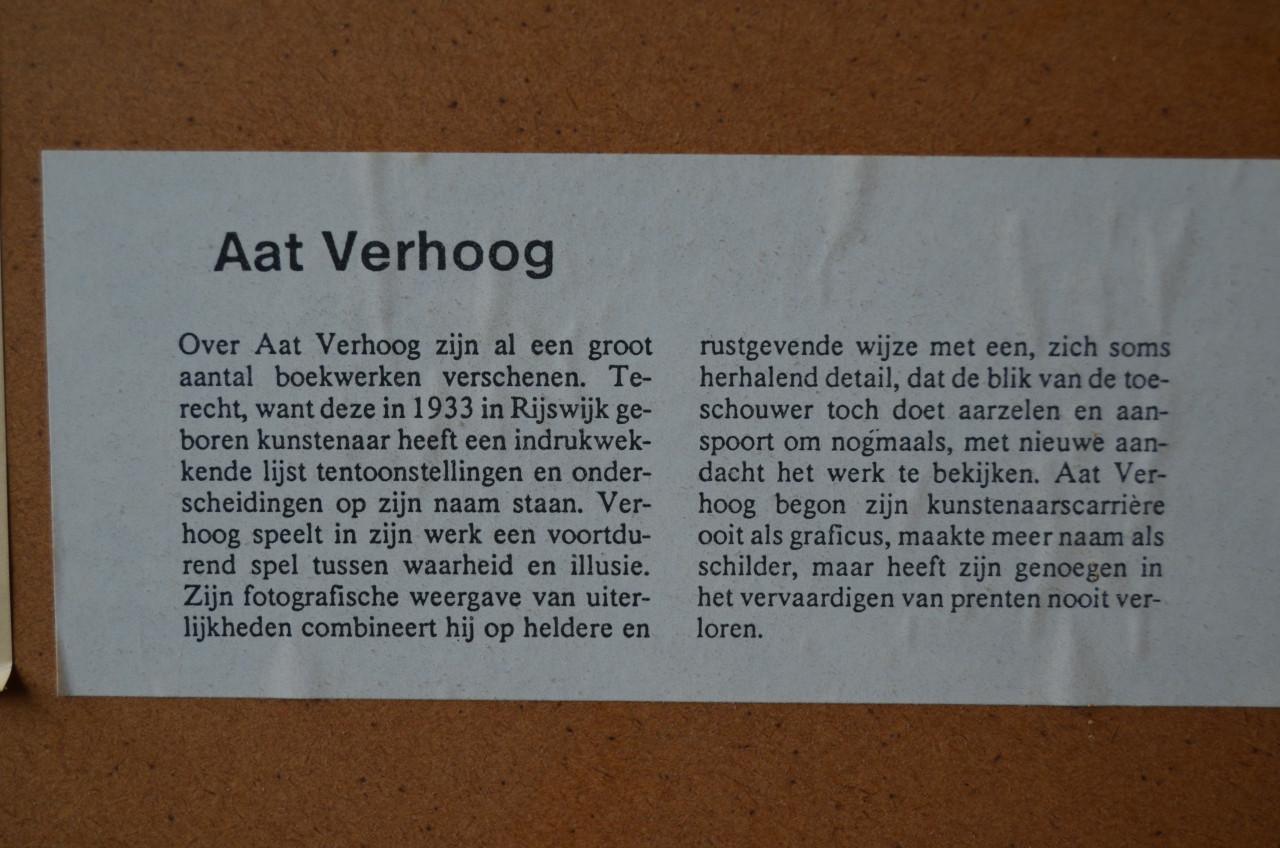 Aat Verhoog
Over Aat Verhoog zijn al een groot
aantal boekwerken verschenen. Te-
recht, want deze in 1933 in Rijswijk ge-
boren kunstenaar heeft een indrukwek-
kende lijst tentoonstellingen en onder-
scheidingen op zijn naam staan. Ver-
hoog speelt in zijn werk een voortdu-
rend spel tussen waarheid en illusie.
Zijn fotografische weergave van uiter-
lijkheden combineert hij op heldere en
rustgevende wijze met een, zich soms
herhalend detail, dat de blik van de toe-
schouwer toch doet aarzelen en aan-
spoort om nogmaals, met nieuwe aan-
dacht het werk te bekijken. Aat Ver-
hoog begon zijn kunstenaarscarrière
ooit als graficus, maakte meer naam als
schilder, maar heeft zijn genoegen in
het vervaardigen van prenten nooit ver-
loren.